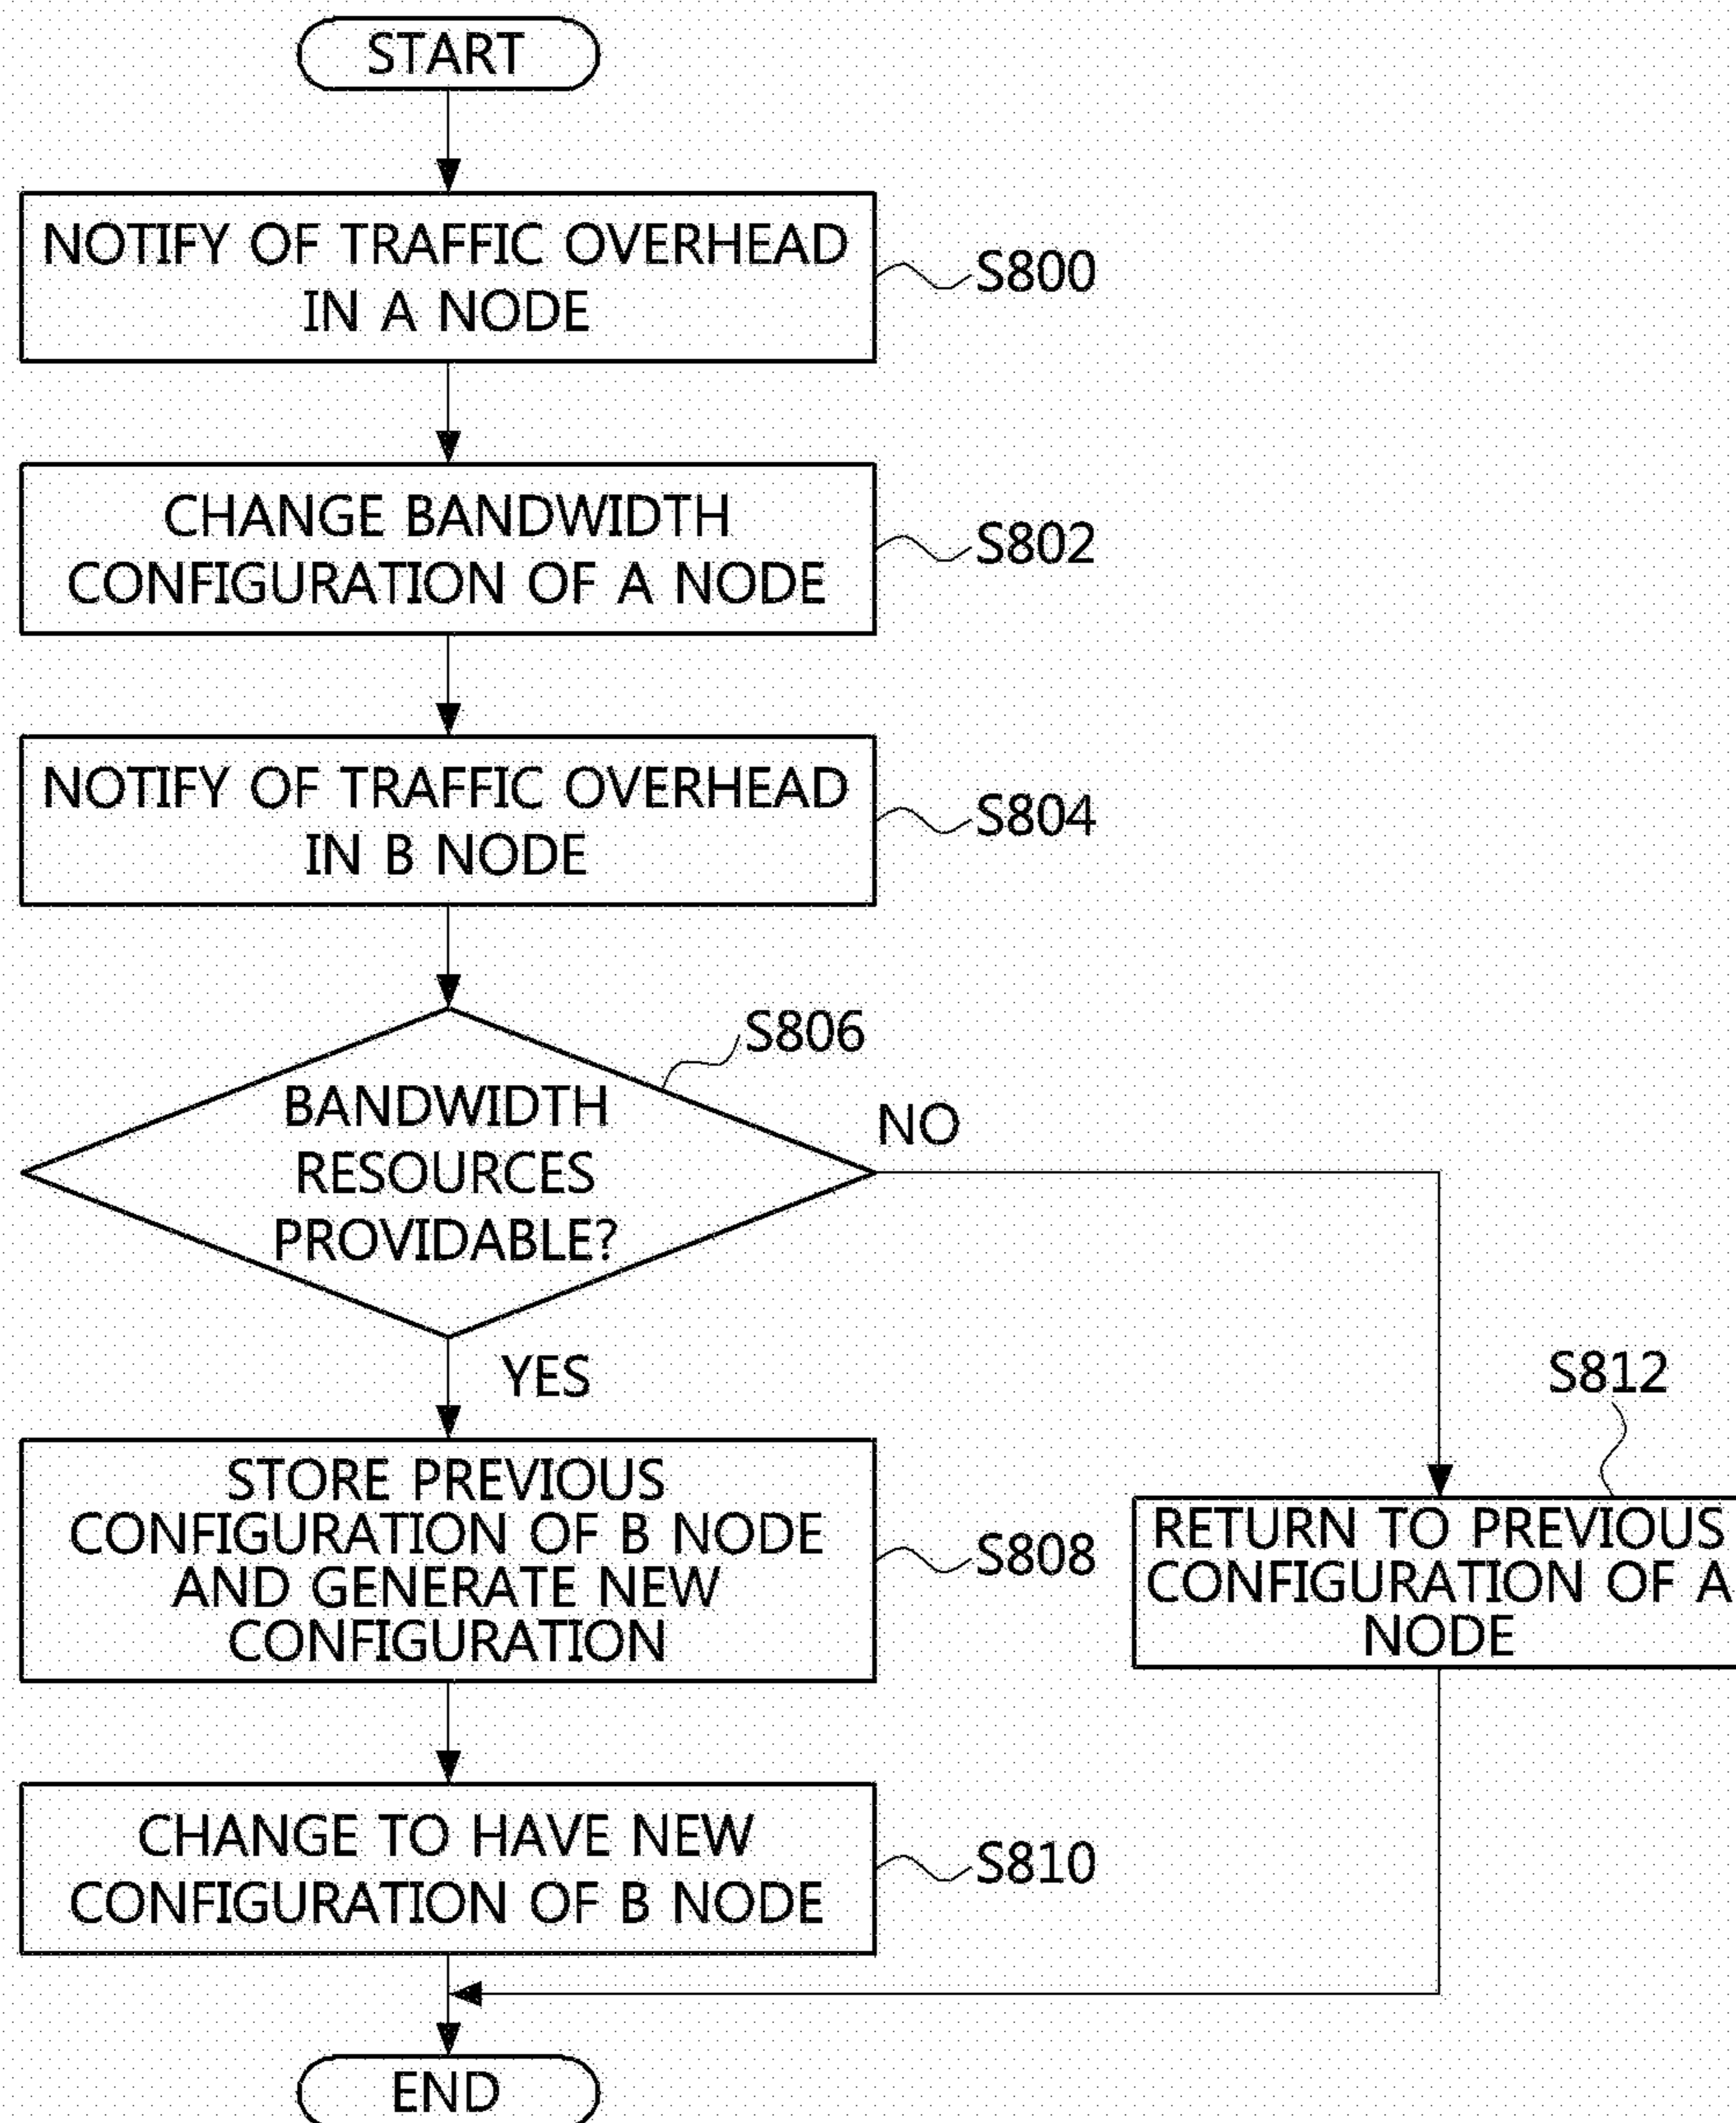 START
NOTIFY OF TRAFFIC OVERHEAD
IN A NODE
S800
CHANGE BANDWIDTH
CONFIGURATION OF A NODE
S802
NOTIFY OF TRAFFIC OVERHEAD
IN B NODE
S804
S806
BANDWIDTH
RESOURCES
PROVIDABLE?
NO
YES
STORE PREVIOUS
CONFIGURATION OF B NODE
AND GENERATE NEW
CONFIGURATION
S808
S812
RETURN TO PREVIOUS
CONFIGURATION OF A
NODE
CHANGE TO HAVE NEW
CONFIGURATION OF B NODE
S810
END